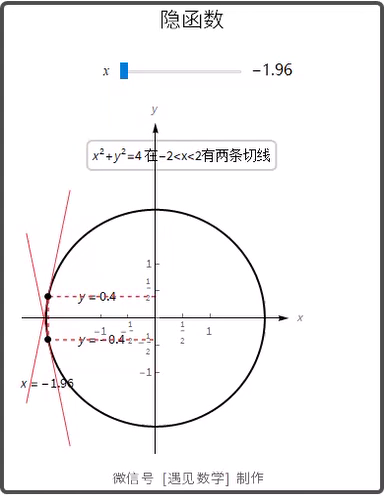 隐函数
x −1.96
y
x²+y²=4 在−2<x<2有两条切线
1
1/2
y = 0.4
x
−1 −1/2 1/2 1
y = −0.4
−1/2
−1
x = −1.96
微信号 [遇见数学] 制作